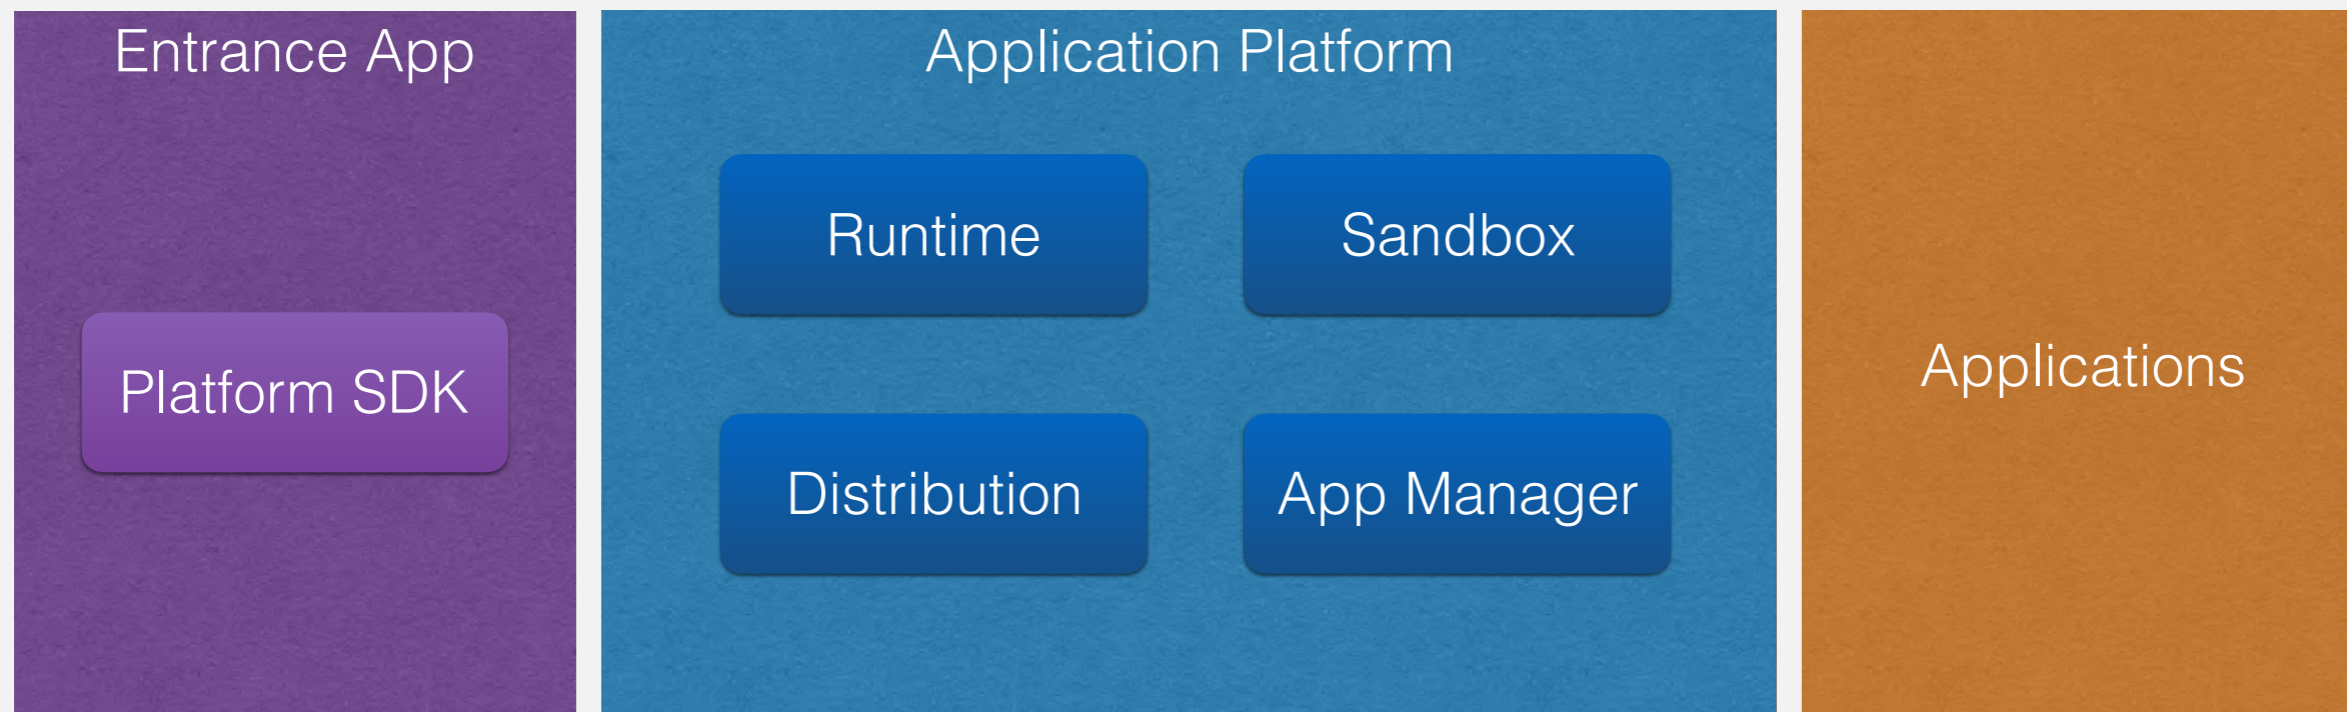 Entrance App
Platform SDK
Application Platform
Runtime
Sandbox
Distribution
App Manager
Applications